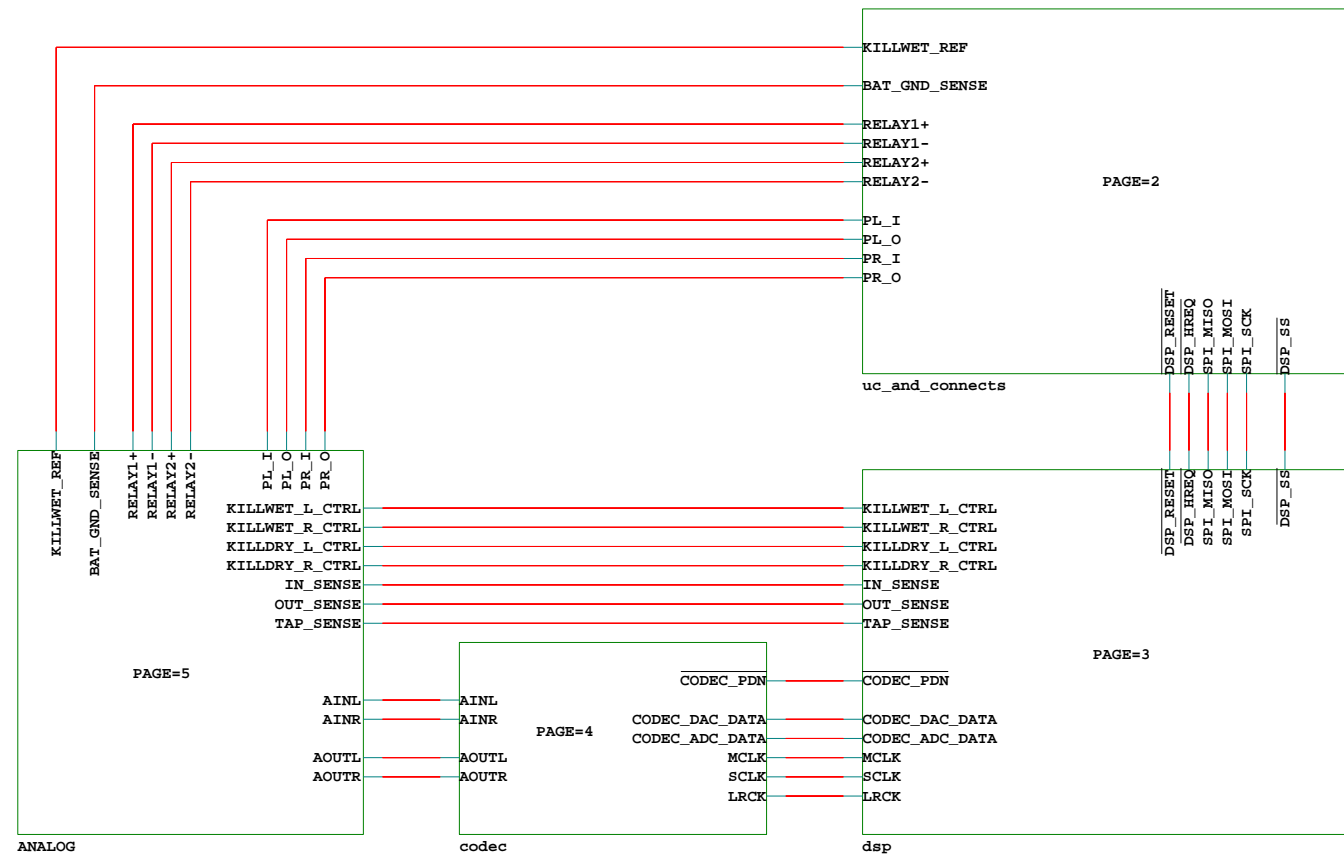 KILLWET_REF
BAT_GND_SENSE
RELAY1+
RELAY1-
RELAY2+
RELAY2-
PAGE=2
PL_I
PL_O
PR_I
PR_O
DSP_RESET
DSP_HREQ
SPI_MISO
SPI_MOSI
SPI_SCK
DSP_SS
uc_and_connects
KILLWET_REF
BAT_GND_SENSE
RELAY1+
RELAY1-
RELAY2+
RELAY2-
PL_I
PL_O
PR_I
PR_O
KILLWET_L_CTRL
KILLWET_R_CTRL
KILLDRY_L_CTRL
KILLDRY_R_CTRL
IN_SENSE
OUT_SENSE
TAP_SENSE
PAGE=5
AINL
AINR
AOUTL
AOUTR
ANALOG
AINL
AINR
AOUTL
AOUTR
PAGE=4
CODEC_PDN
CODEC_DAC_DATA
CODEC_ADC_DATA
MCLK
SCLK
LRCK
codec
DSP_RESET
DSP_HREQ
SPI_MISO
SPI_MOSI
SPI_SCK
DSP_SS
KILLWET_L_CTRL
KILLWET_R_CTRL
KILLDRY_L_CTRL
KILLDRY_R_CTRL
IN_SENSE
OUT_SENSE
TAP_SENSE
PAGE=3
CODEC_PDN
CODEC_DAC_DATA
CODEC_ADC_DATA
MCLK
SCLK
LRCK
dsp